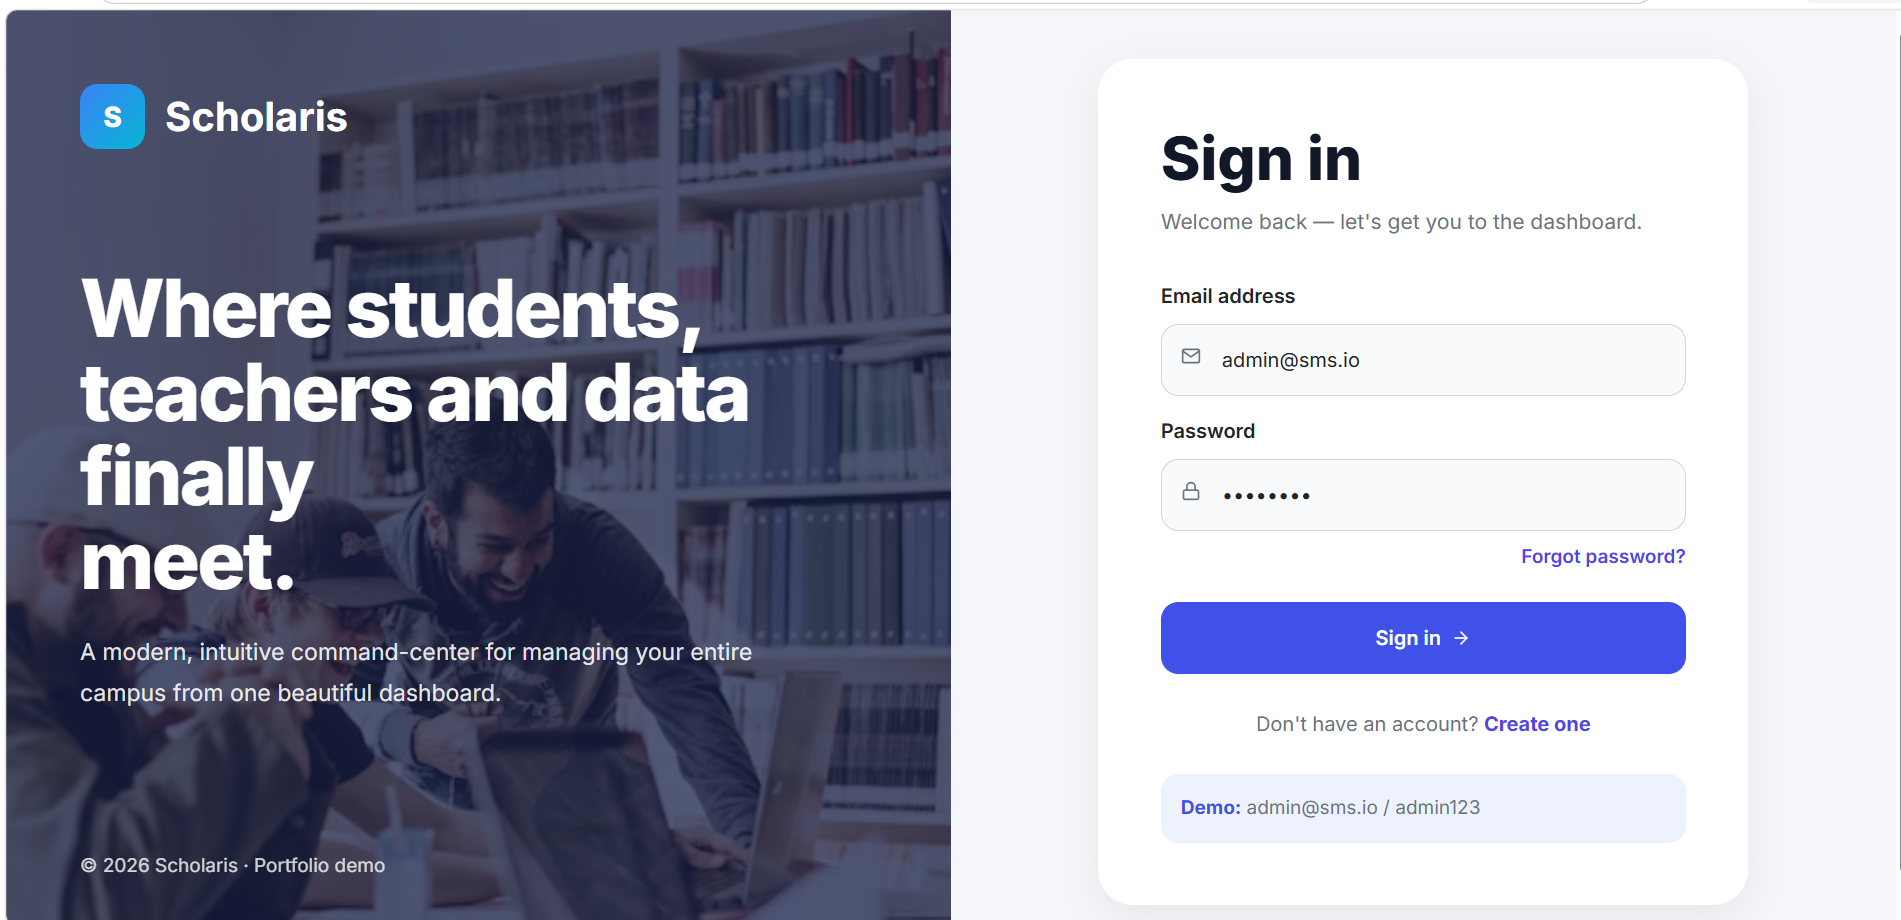 S
Scholaris
Where students,
teachers and data
finally
meet.
A modern, intuitive command-center for managing your entire
campus from one beautiful dashboard.
© 2026 Scholaris · Portfolio demo
Sign in
Welcome back — let's get you to the dashboard.
Email address
admin@sms.io
Password
••••••••
Forgot password?
Sign in →
Don't have an account? Create one
Demo: admin@sms.io / admin123